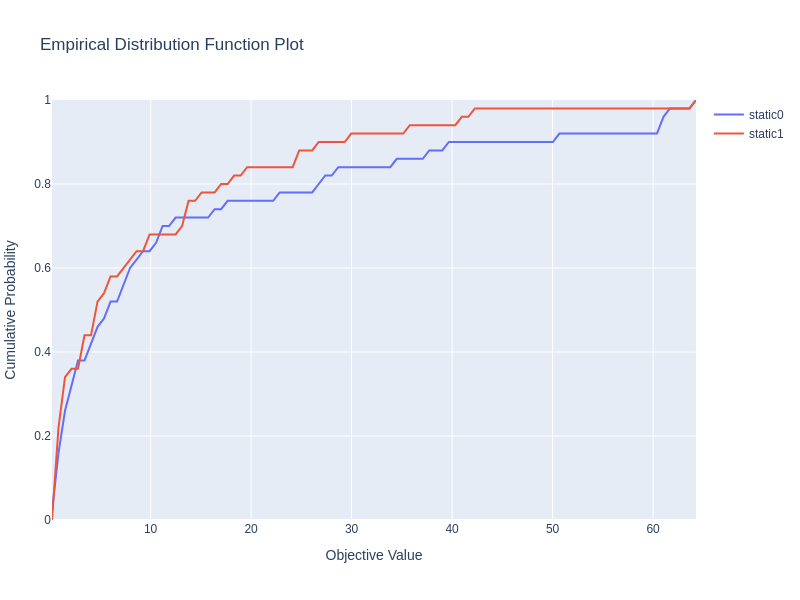 Empirical Distribution Function Plot
static0
static1
1
0.8
0.6
0.4
0.2
0
Cumulative Probability
10
20
30
40
50
60
Objective Value